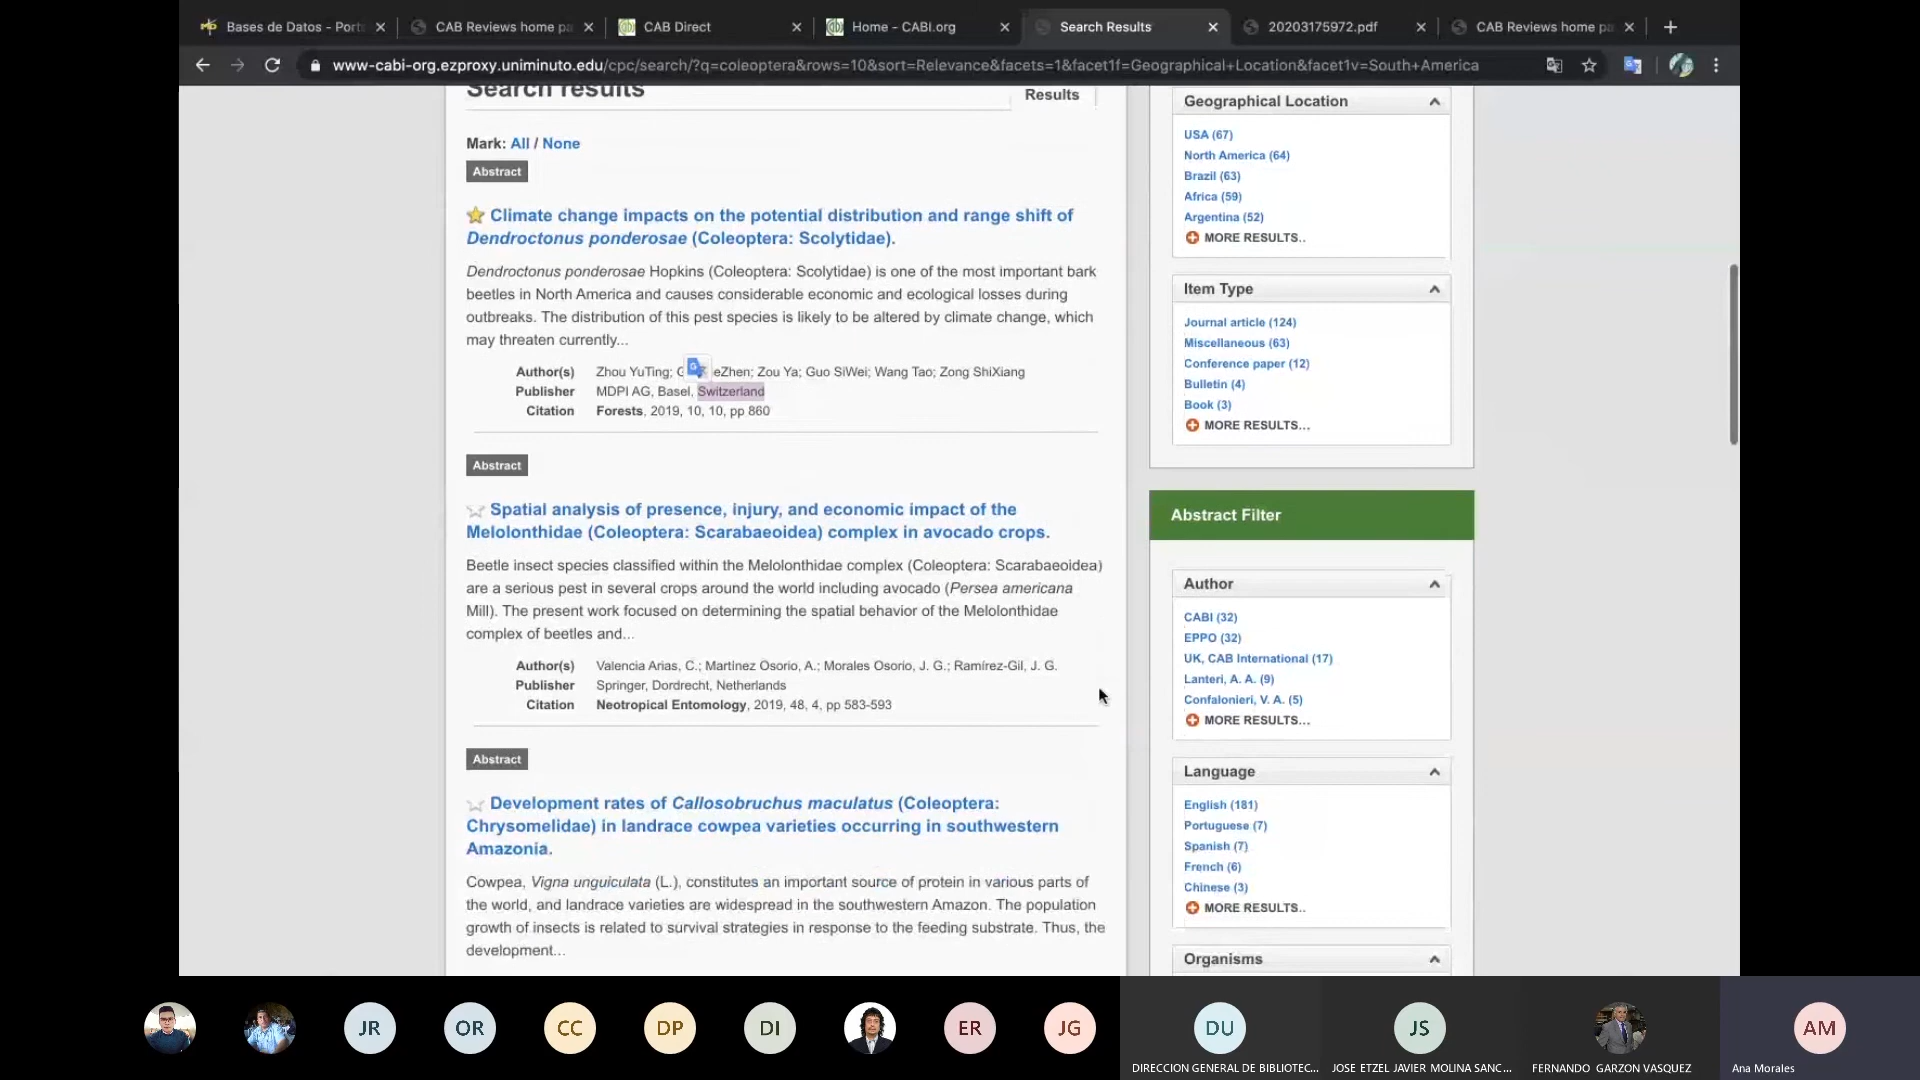 Bases de Datos - Port
CAB Reviews home pa
CAB Direct
Home - CABI.org
Search Results
20203175972.pdf
CAB Reviews home pa
www-cabi-org.ezproxy.uniminuto.edu/cpc/search/?q=coleoptera&rows=10&sort=Relevance&facets=1&facet1f=Geographical+Location&facet1v=South+America
Search results
Results
Mark: All / None
Abstract
Climate change impacts on the potential distribution and range shift of
Dendroctonus ponderosae (Coleoptera: Scolytidae).
Dendroctonus ponderosae Hopkins (Coleoptera: Scolytidae) is one of the most important bark
beetles in North America and causes considerable economic and ecological losses during
outbreaks. The distribution of this pest species is likely to be altered by climate change, which
may threaten currently...
Author(s) Zhou YuTing; G eZhen; Zou Ya; Guo SiWei; Wang Tao; Zong ShiXiang
Publisher MDPI AG, Basel, Switzerland
Citation Forests, 2019, 10, 10, pp 860
Abstract
Spatial analysis of presence, injury, and economic impact of the
Melolonthidae (Coleoptera: Scarabaeoidea) complex in avocado crops.
Beetle insect species classified within the Melolonthidae complex (Coleoptera: Scarabaeoidea)
are a serious pest in several crops around the world including avocado (Persea americana
Mill). The present work focused on determining the spatial behavior of the Melolonthidae
complex of beetles and...
Author(s) Valencia Arias, C.; Martínez Osorio, A.; Morales Osorio, J. G.; Ramírez-Gil, J. G.
Publisher Springer, Dordrecht, Netherlands
Citation Neotropical Entomology, 2019, 48, 4, pp 583-593
Abstract
Development rates of Callosobruchus maculatus (Coleoptera:
Chrysomelidae) in landrace cowpea varieties occurring in southwestern
Amazonia.
Cowpea, Vigna unguiculata (L.), constitutes an important source of protein in various parts of
the world, and landrace varieties are widespread in the southwestern Amazon. The population
growth of insects is related to survival strategies in response to the feeding substrate. Thus, the
development...
Geographical Location
USA (67)
North America (64)
Brazil (63)
Africa (59)
Argentina (52)
MORE RESULTS..
Item Type
Journal article (124)
Miscellaneous (63)
Conference paper (12)
Bulletin (4)
Book (3)
MORE RESULTS...
Abstract Filter
Author
CABI (32)
EPPO (32)
UK, CAB International (17)
Lanteri, A. A. (9)
Confalonieri, V. A. (5)
MORE RESULTS...
Language
English (181)
Portuguese (7)
Spanish (7)
French (6)
Chinese (3)
MORE RESULTS..
Organisms
JR
OR
CC
DP
DI
ER
JG
DU
JS
AM
DIRECCION GENERAL DE BIBLIOTEC...
JOSE ETZEL JAVIER MOLINA SANC...
FERNANDO GARZON VASQUEZ
Ana Morales